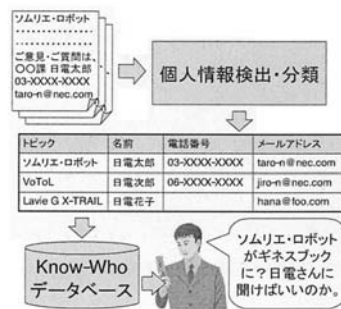 ソムリエ・ロボット
ご意見・ご質問は、
〇〇課 日電太郎
03-XXXX-XXXX
taro-n@nec.com
個人情報検出・分類
トピック 名前 電話番号 メールアドレス
ソムリエ・ロボット 日電太郎 03-XXXX-XXXX taro-n@nec.com
VoToL 日電次郎 06-XXXX-XXXX jiro-n@nec.com
Lavie G X-TRAIL 日電花子 hana@foo.com
Know-Who
データベース
ソムリエ・ロボット
がギネスブック
に?日電さんに
聞けばいいのか。